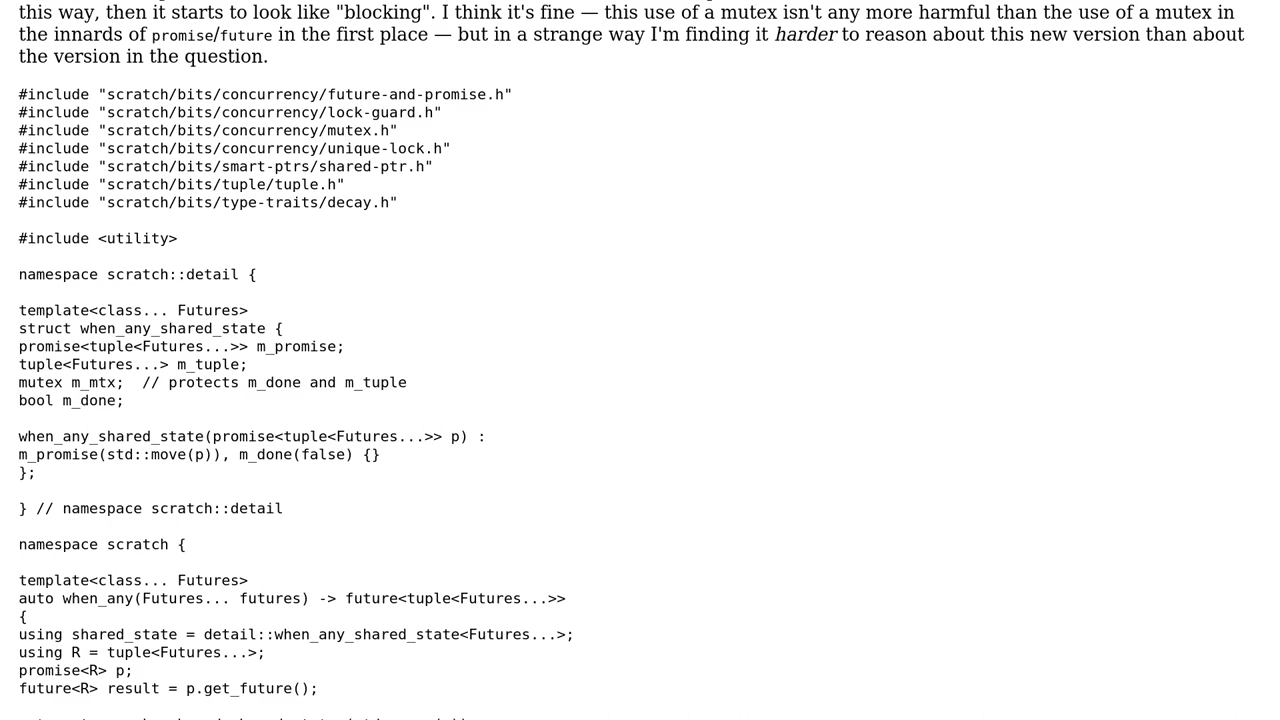 this way, then it starts to look like "blocking". I think it's fine — this use of a mutex isn't any more harmful than the use of a mutex in
the innards of promise/future in the first place — but in a strange way I'm finding it harder to reason about this new version than about
the version in the question.
#include "scratch/bits/concurrency/future-and-promise.h"
#include "scratch/bits/concurrency/lock-guard.h"
#include "scratch/bits/concurrency/mutex.h"
#include "scratch/bits/concurrency/unique-lock.h"
#include "scratch/bits/smart-ptrs/shared-ptr.h"
#include "scratch/bits/tuple/tuple.h"
#include "scratch/bits/type-traits/decay.h"
#include <utility>
namespace scratch::detail {
template<class... Futures>
struct when_any_shared_state {
promise<tuple<Futures...>> m_promise;
tuple<Futures...> m_tuple;
mutex m_mtx;  // protects m_done and m_tuple
bool m_done;
when_any_shared_state(promise<tuple<Futures...>> p) :
m_promise(std::move(p)), m_done(false) {}
};
} // namespace scratch::detail
namespace scratch {
template<class... Futures>
auto when_any(Futures... futures) -> future<tuple<Futures...>>
{
using shared_state = detail::when_any_shared_state<Futures...>;
using R = tuple<Futures...>;
promise<R> p;
future<R> result = p.get_future();